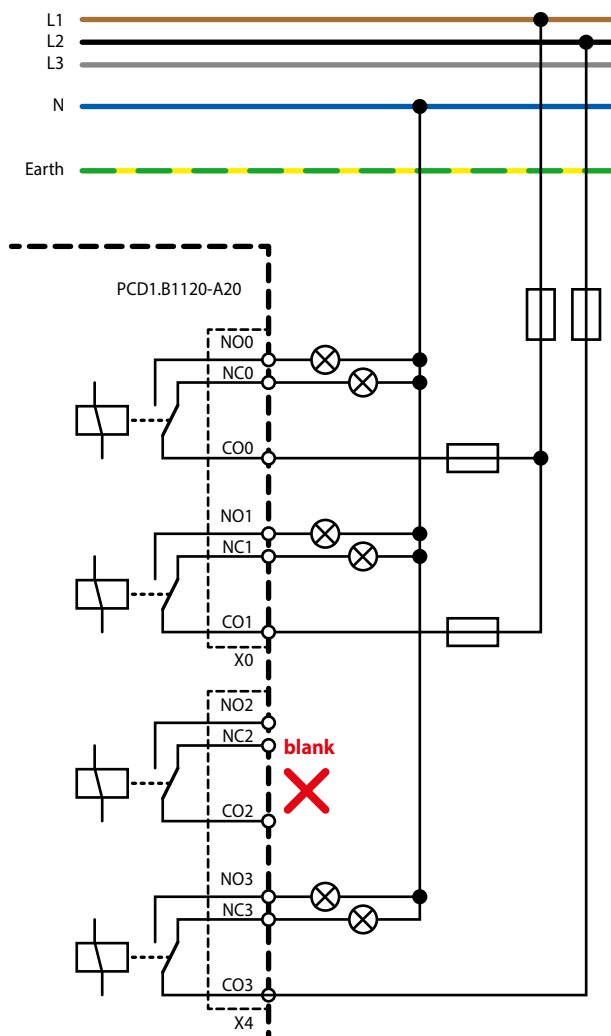 L1
L2
L3
N
Earth
PCD1.B1120-A20
NO0
NC0
CO0
NO1
NC1
CO1
X0
NO2
NC2
blank
CO2
NO3
NC3
CO3
X4